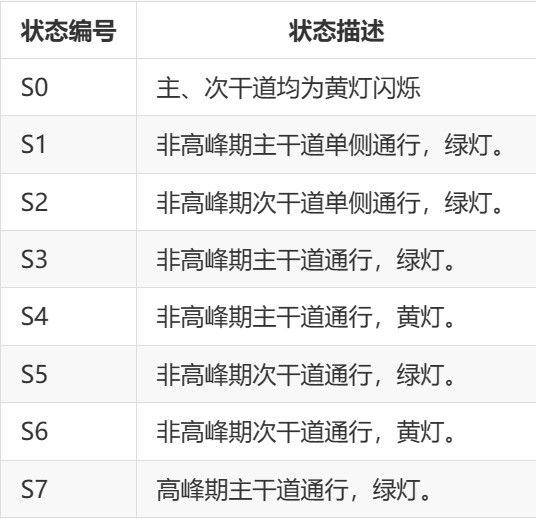 状态编号 状态描述
S0 主、次干道均为黄灯闪烁
S1 非高峰期主干道单侧通行，绿灯。
S2 非高峰期次干道单侧通行，绿灯。
S3 非高峰期主干道通行，绿灯。
S4 非高峰期主干道通行，黄灯。
S5 非高峰期次干道通行，绿灯。
S6 非高峰期次干道通行，黄灯。
S7 高峰期主干道通行，绿灯。